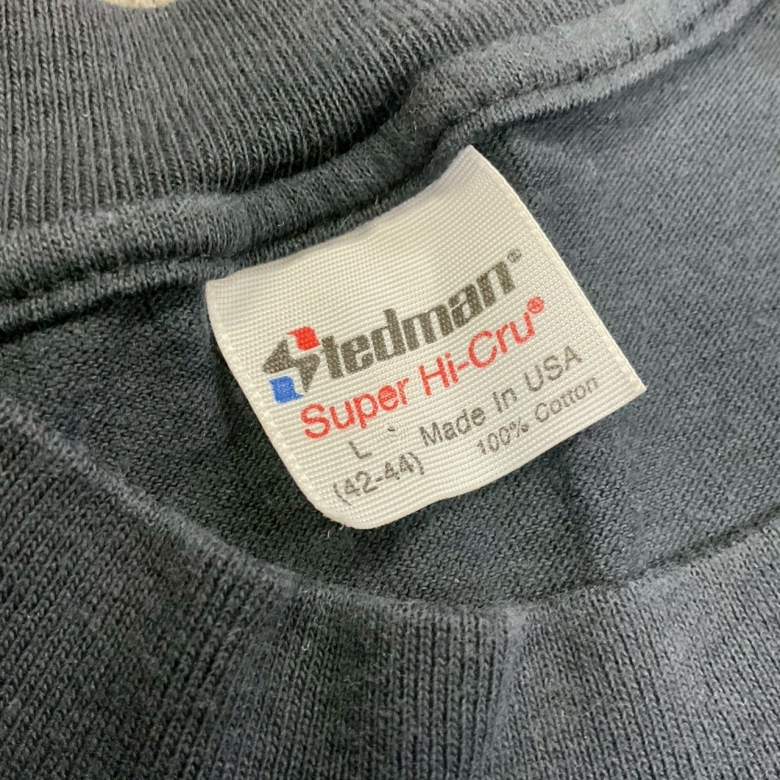 Stedman®
Super Hi-Cru®
L Made In USA
(42-44) 100% Cotton